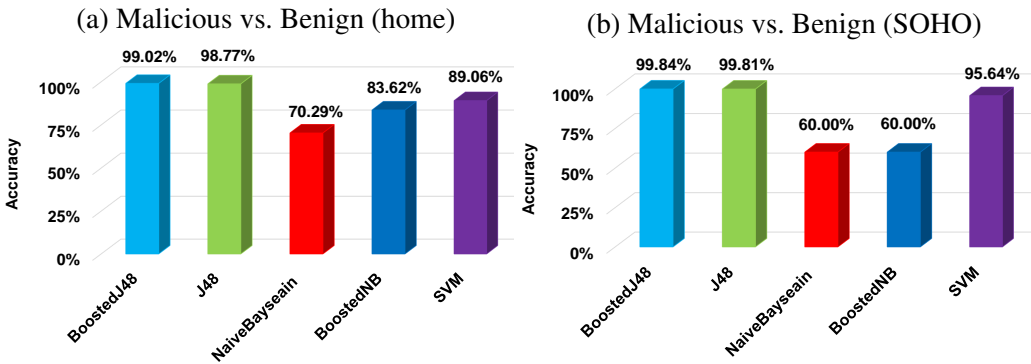 (a) Malicious vs. Benign (home)
99.02%
98.77%
70.29%
83.62%
89.06%
100%
75%
50%
25%
0%
Accuracy
BoostedJ48
J48
NaiveBayseain
BoostedNB
SVM
(b) Malicious vs. Benign (SOHO)
99.84%
99.81%
60.00%
60.00%
95.64%
100%
75%
50%
25%
0%
Accuracy
BoostedJ48
J48
NaiveBayseain
BoostedNB
SVM